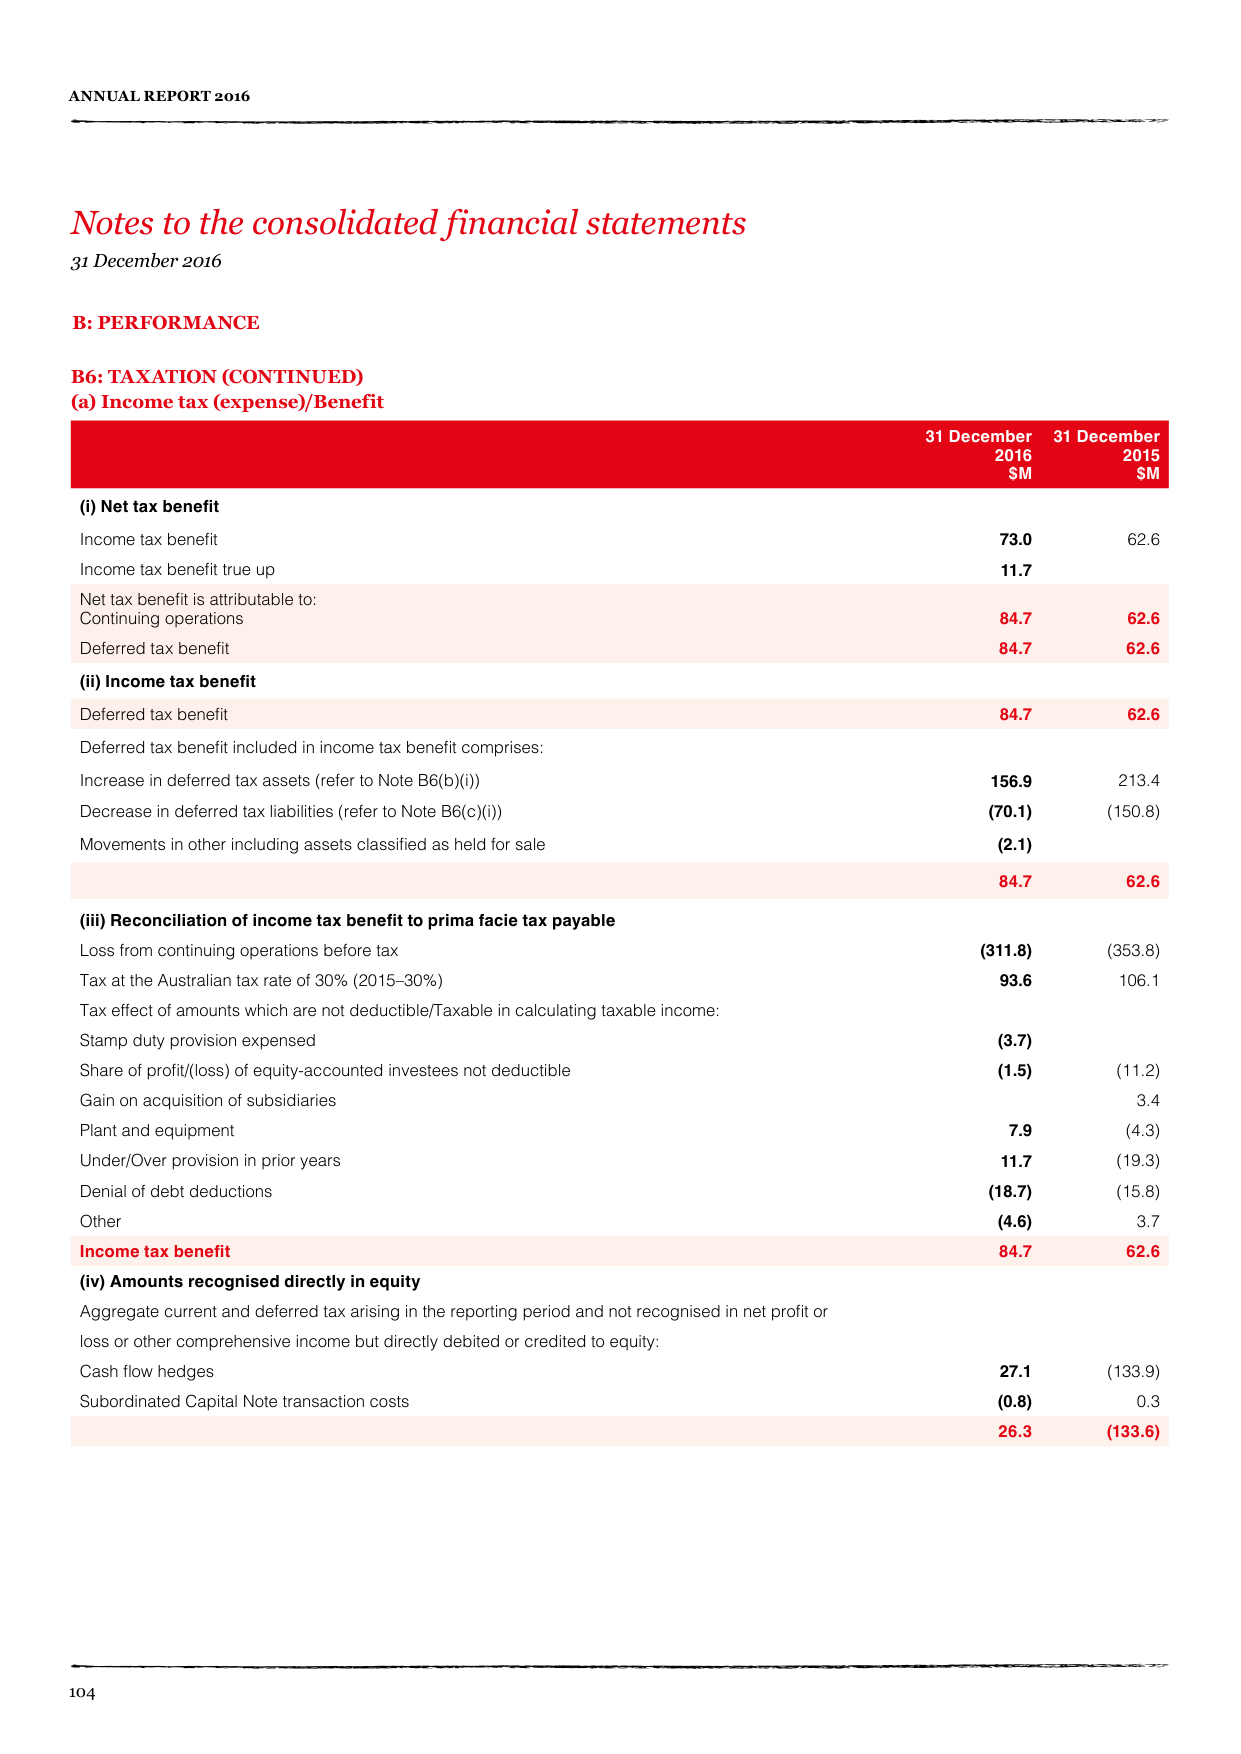 ANNUAL REPORT 2016
Notes to the consolidated financial statements
31 December 2016
B: PERFORMANCE
B6: TAXATION (CONTINUED)
(a) Income tax (expense)/Benefit
31 December 31 December
2016 2015
$M $M
(i) Net tax benefit
Income tax benefit 73.0 62.6
Income tax benefit true up 11.7
Net tax benefit is attributable to:
Continuing operations 84.7 62.6
Deferred tax benefit 84.7 62.6
(ii) Income tax benefit
Deferred tax benefit 84.7 62.6
Deferred tax benefit included in income tax benefit comprises:
Increase in deferred tax assets (refer to Note B6(b)(i)) 156.9 213.4
Decrease in deferred tax liabilities (refer to Note B6(c)(i)) (70.1) (150.8)
Movements in other including assets classified as held for sale (2.1)
84.7 62.6
(iii) Reconciliation of income tax benefit to prima facie tax payable
Loss from continuing operations before tax (311.8) (353.8)
Tax at the Australian tax rate of 30% (2015–30%) 93.6 106.1
Tax effect of amounts which are not deductible/Taxable in calculating taxable income:
Stamp duty provision expensed (3.7)
Share of profit/(loss) of equity-accounted investees not deductible (1.5) (11.2)
Gain on acquisition of subsidiaries 3.4
Plant and equipment 7.9 (4.3)
Under/Over provision in prior years 11.7 (19.3)
Denial of debt deductions (18.7) (15.8)
Other (4.6) 3.7
Income tax benefit 84.7 62.6
(iv) Amounts recognised directly in equity
Aggregate current and deferred tax arising in the reporting period and not recognised in net profit or
loss or other comprehensive income but directly debited or credited to equity:
Cash flow hedges 27.1 (133.9)
Subordinated Capital Note transaction costs (0.8) 0.3
26.3 (133.6)
104